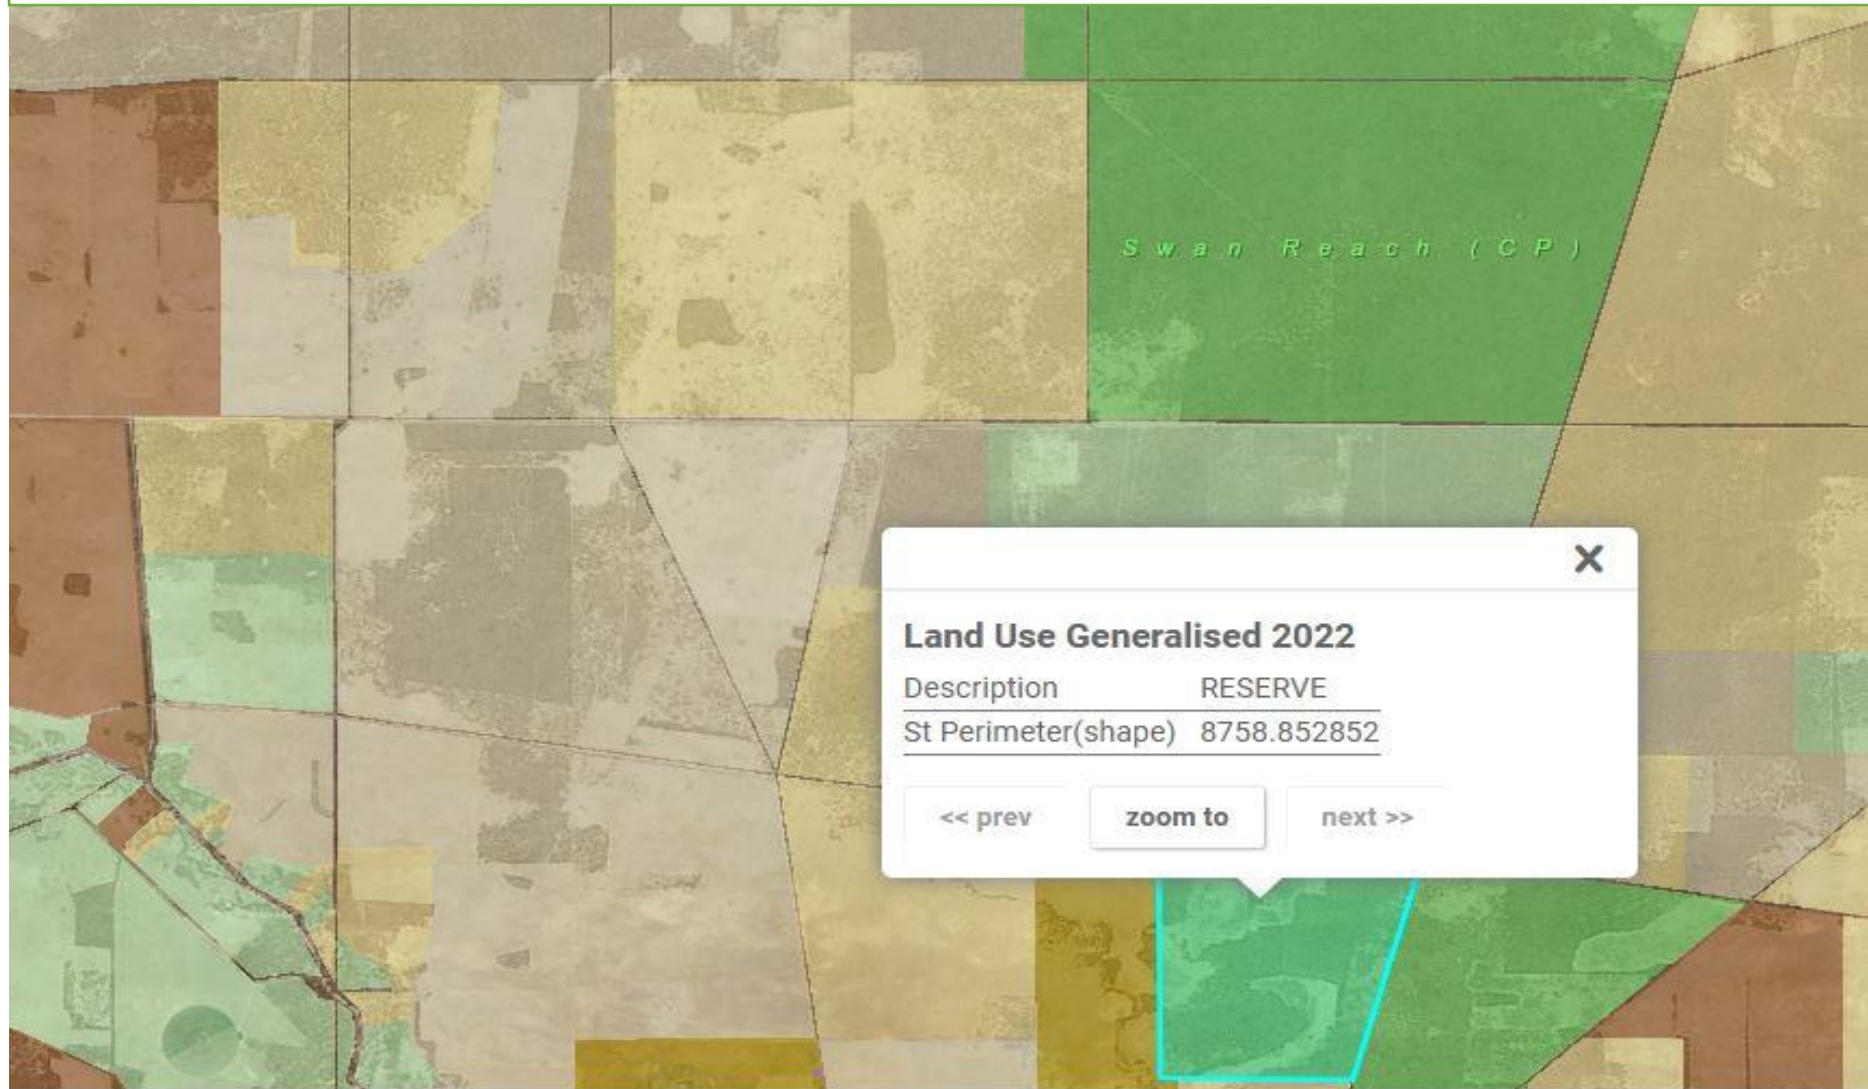 Swan Reach (CP)
Land Use Generalised 2022
Description RESERVE
St Perimeter(shape) 8758.852852
<< prev zoom to next >>